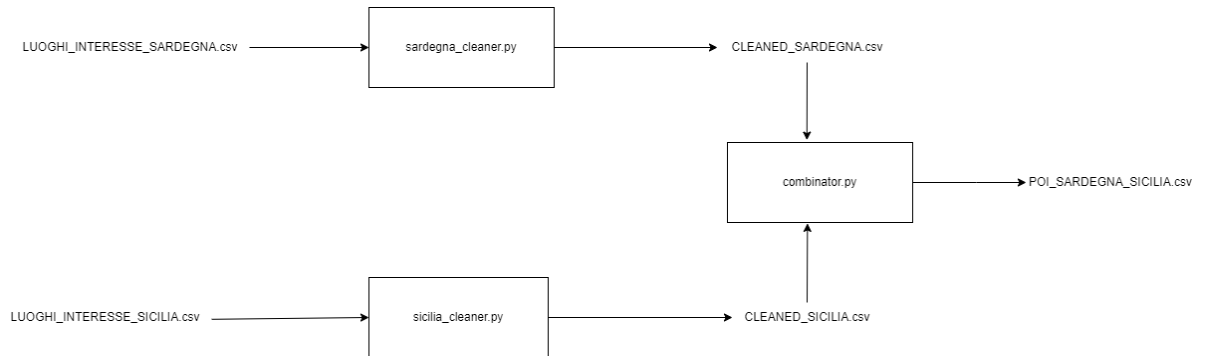 LUOGHI_INTERESSE_SARDEGNA.csv
sardegna_cleaner.py
CLEANED_SARDEGNA.csv
combinator.py
POI_SARDEGNA_SICILIA.csv
LUOGHI_INTERESSE_SICILIA.csv
sicilia_cleaner.py
CLEANED_SICILIA.csv